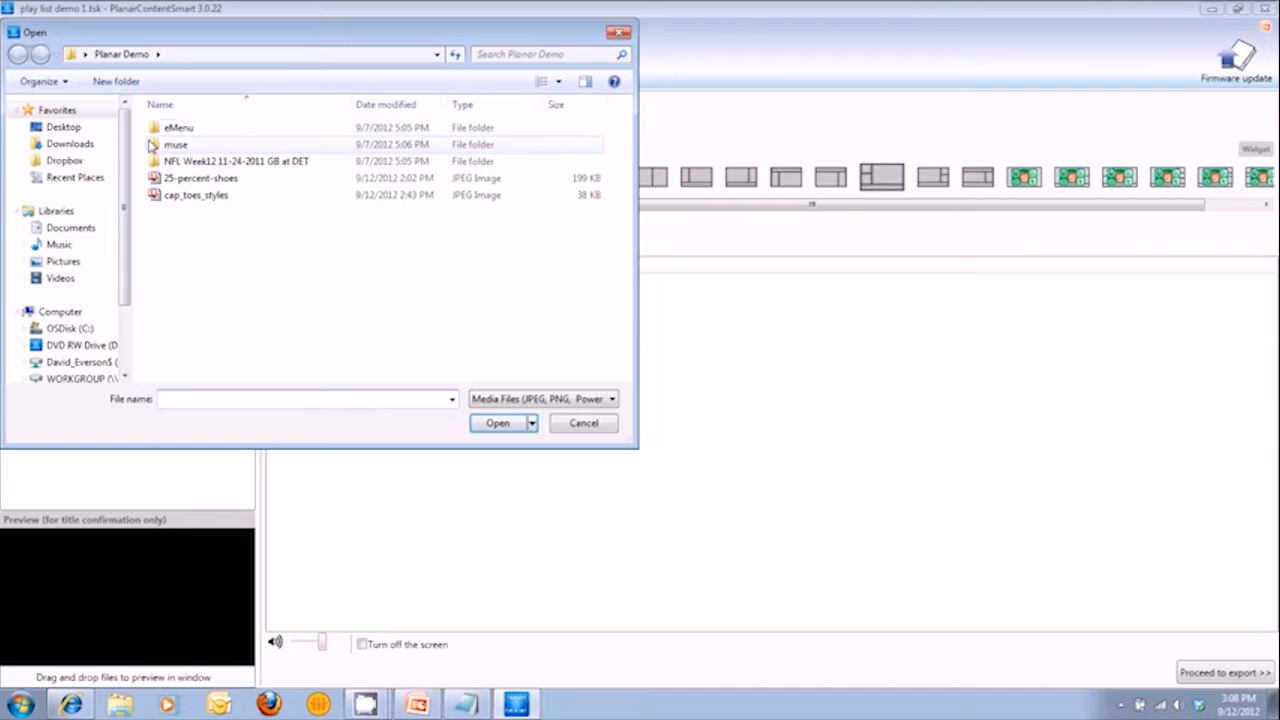 play list demo 1.tsk - PlanarContentSmart 3.0.22
Open
Planar Demo
Search Planar Demo
Organize
New folder
Firmware update
Name
Date modified
Type
Size
Favorites
Desktop
Downloads
Dropbox
Recent Places
Libraries
Documents
Music
Pictures
Videos
Computer
OSDisk (C:)
DVD RW Drive (D
David_Everson$ (
WORKGROUP (\\
eMenu 9/7/2012 5:05 PM File folder
muse 9/7/2012 5:06 PM File folder
NFL Week12 11-24-2011 GB at DET 9/7/2012 5:05 PM File folder
25-percent-shoes 9/12/2012 2:02 PM JPEG Image 199 KB
cap_toes_styles 9/12/2012 2:43 PM JPEG Image 38 KB
Widget
File name:
Media Files (JPEG, PNG, Power
Open
Cancel
Preview (for title confirmation only)
Drag and drop files to preview in window
Turn off the screen
Proceed to export >>
3:08 PM
9/12/2012